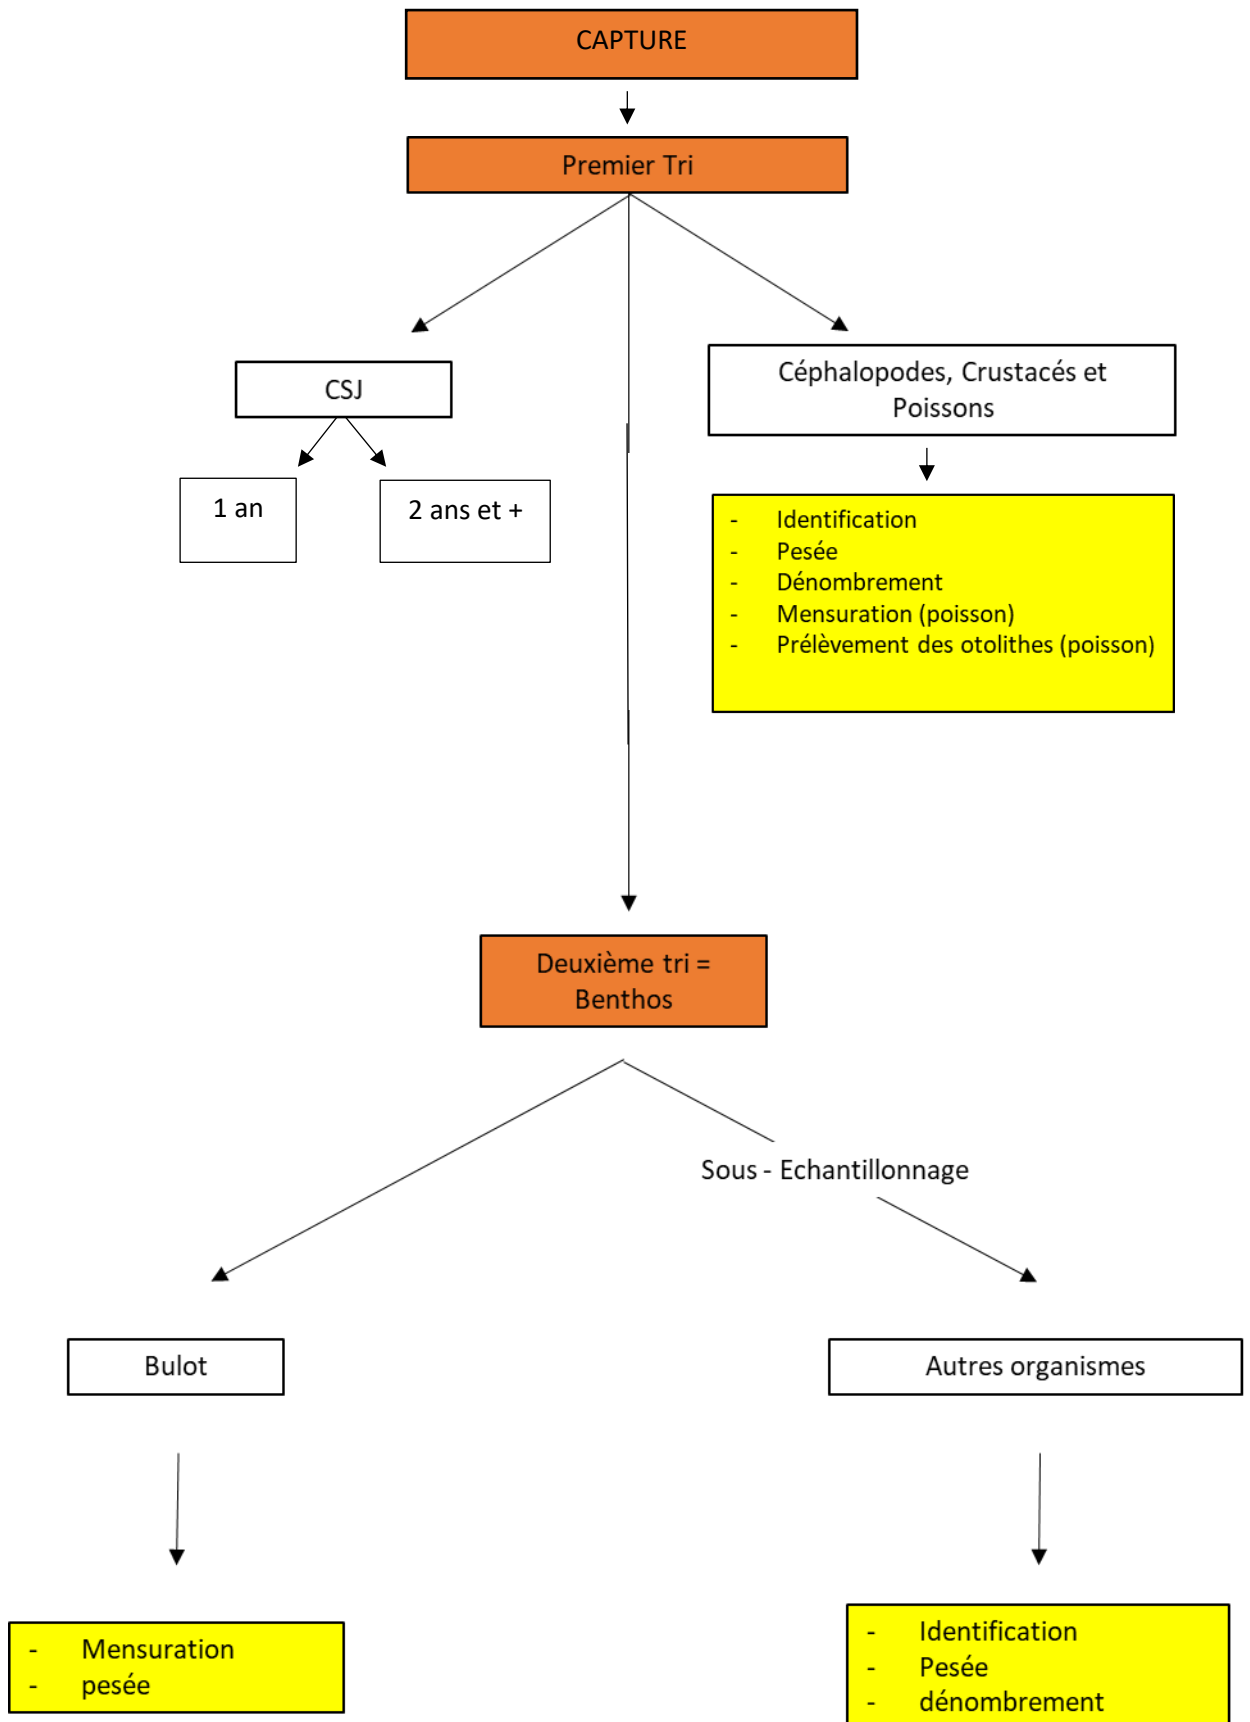 CAPTURE
Premier Tri
CSJ
1 an
2 ans et +
Céphalopodes, Crustacés et
Poissons
- Identification
- Pesée
- Dénombrement
- Mensuration (poisson)
- Prélèvement des otolithes (poisson)
Deuxième tri =
Benthos
Sous - Echantillonnage
Bulot
Autres organismes
- Mensuration
- pesée
- Identification
- Pesée
- dénombrement